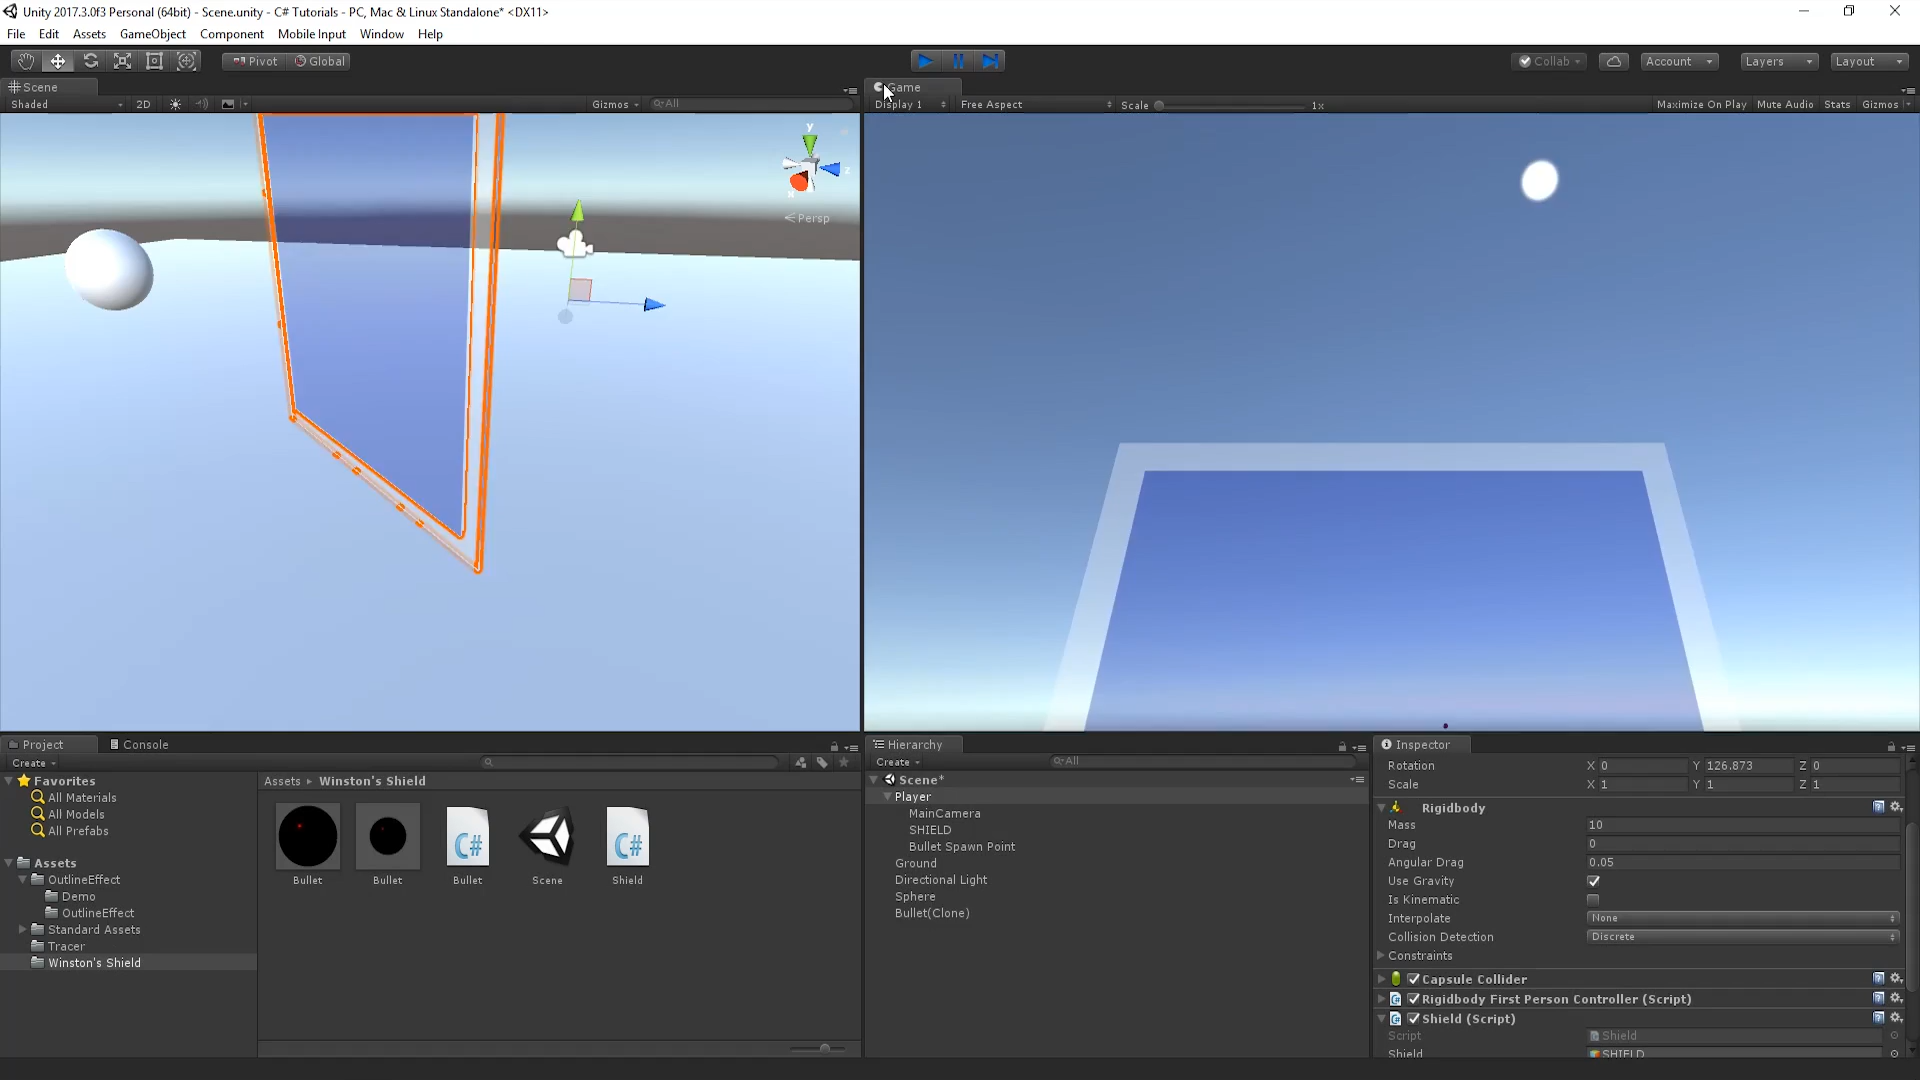 Unity 2017.3.0f3 Personal (64bit) - Scene.unity - C# Tutorials - PC, Mac & Linux Standalone* <DX11>
File Edit Assets GameObject Component Mobile Input Window Help
Pivot Global Collab Account Layers Layout
Scene
Shaded 2D Gizmos All
y
z
x
Persp
Game
Display 1 Free Aspect Scale 1x Maximize On Play Mute Audio Stats Gizmos
Project Console
Create
Favorites
All Materials
All Models
All Prefabs
Assets
OutlineEffect
Demo
OutlineEffect
Standard Assets
Tracer
Winston's Shield
Assets Winston's Shield
C# C#
Bullet Bullet Bullet Scene Shield
Hierarchy
Create All
Scene*
Player
MainCamera
SHIELD
Bullet Spawn Point
Ground
Directional Light
Sphere
Bullet(Clone)
Inspector
Rotation X 0 Y 126.873 Z 0
Scale X 1 Y 1 Z 1
Rigidbody
Mass 10
Drag 0
Angular Drag 0.05
Use Gravity
Is Kinematic
Interpolate None
Collision Detection Discrete
Constraints
Capsule Collider
Rigidbody First Person Controller (Script)
Shield (Script)
Script Shield
Shield SHIELD